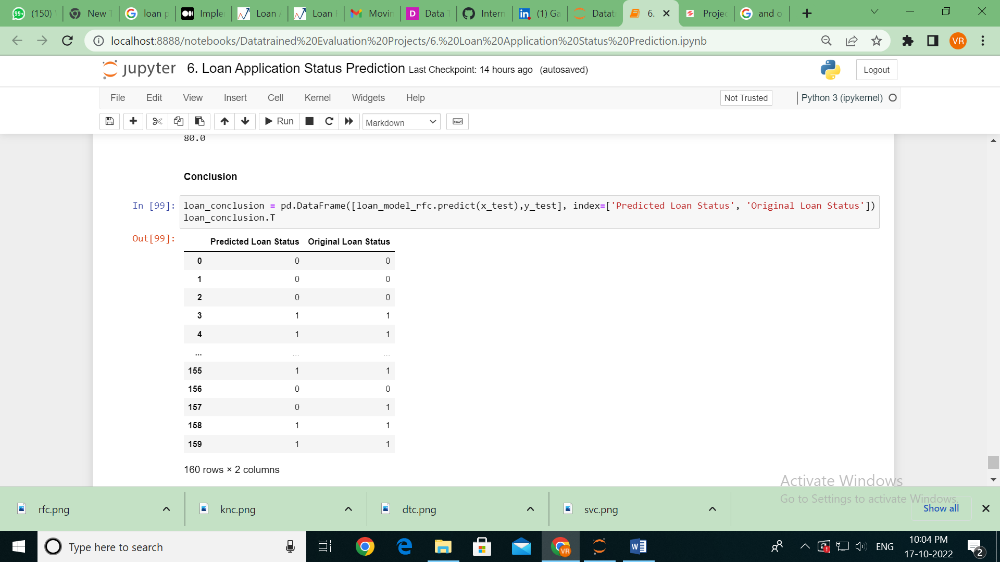 (150)
New T
loan p
Imple
Loan A
Loan P
Movin
Data T
Intern
(1) Ga
Datat
6.
Projec
and o
localhost:8888/notebooks/Datatrained%20Evaluation%20Projects/6.%20Loan%20Application%20Status%20Prediction.ipynb
VR
jupyter 6. Loan Application Status Prediction Last Checkpoint: 14 hours ago (autosaved)
Logout
File Edit View Insert Cell Kernel Widgets Help
Not Trusted
Python 3 (ipykernel)
Run
Markdown
80.0
Conclusion
In [99]: loan_conclusion = pd.DataFrame([loan_model_rfc.predict(x_test),y_test], index=['Predicted Loan Status', 'Original Loan Status'])
loan_conclusion.T
Out[99]:
Predicted Loan Status Original Loan Status
0 0 0
1 0 0
2 0 0
3 1 1
4 1 1
... ... ...
155 1 1
156 0 0
157 0 1
158 1 1
159 1 1
160 rows × 2 columns
Activate Windows
Go to Settings to activate Windows.
rfc.png
knc.png
dtc.png
svc.png
Show all
Type here to search
VR
ENG
10:04 PM
17-10-2022
2